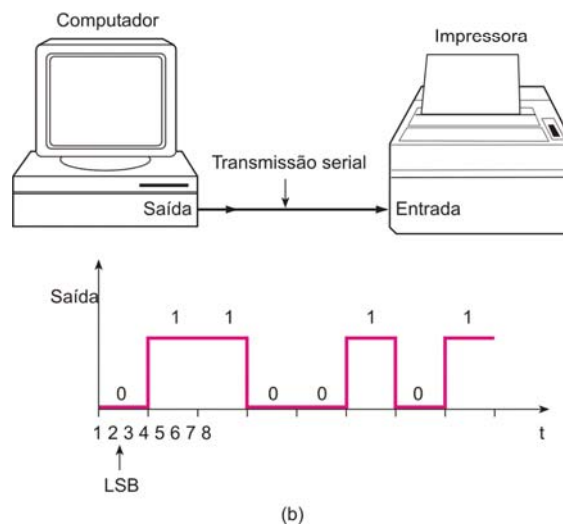 Computador
Impressora
Transmissão serial
Saída
Entrada
Saída
1 1 1 1
0 0 0 0
1 2 3 4 5 6 7 8
t
LSB
(b)